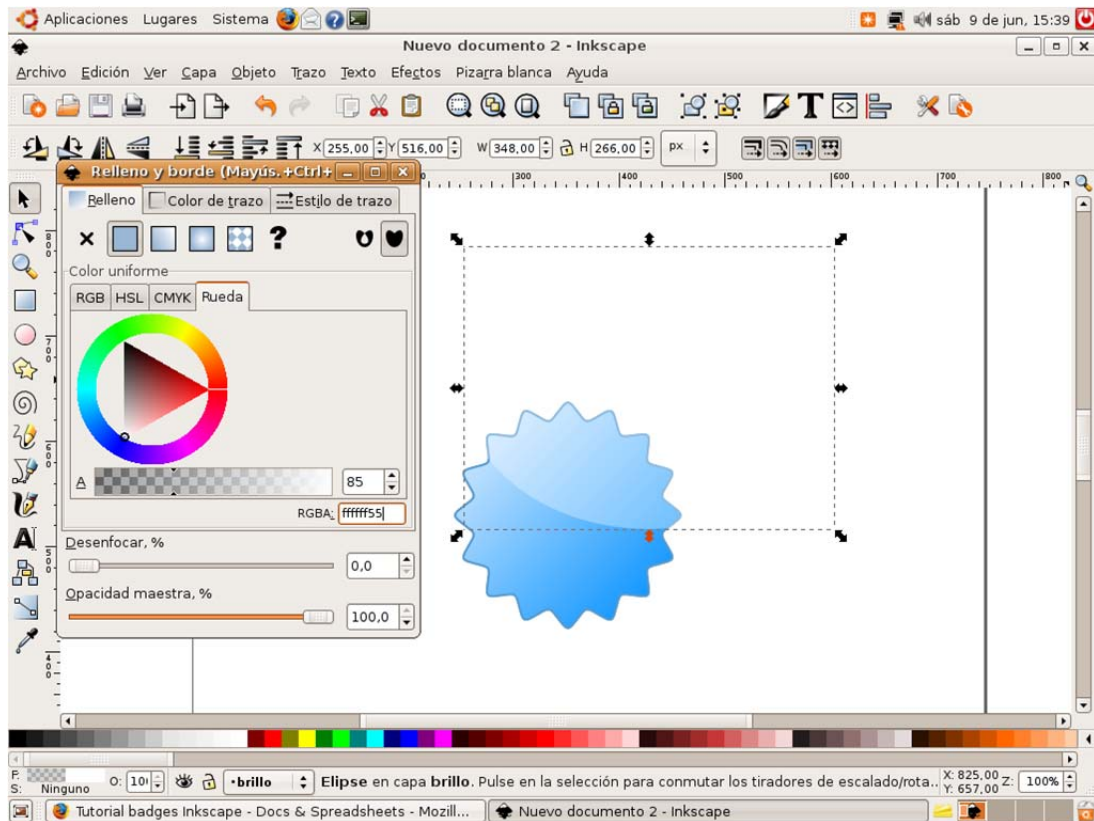 Aplicaciones Lugares Sistema sáb 9 de jun, 15:39
Nuevo documento 2 - Inkscape
Archivo Edición Ver Capa Objeto Trazo Texto Efectos Pizarra blanca Ayuda
X 255,00 Y 516,00 W 348,00 H 266,00 px
Relleno y borde (Mayús.+Ctrl+
300 400 500 600 700 800
Relleno Color de trazo Estilo de trazo
?
Color uniforme
RGB HSL CMYK Rueda
A 85
RGBA: ffffff55
Desenfocar, %
0,0
Opacidad maestra, %
100,0
F: O: 10 •brillo Elipse en capa brillo. Pulse en la selección para conmutar los tiradores de escalado/rota.. X: 825,00 Z: 100%
S: Ninguno Y: 657,00
Tutorial badges Inkscape - Docs & Spreadsheets - Mozill... Nuevo documento 2 - Inkscape